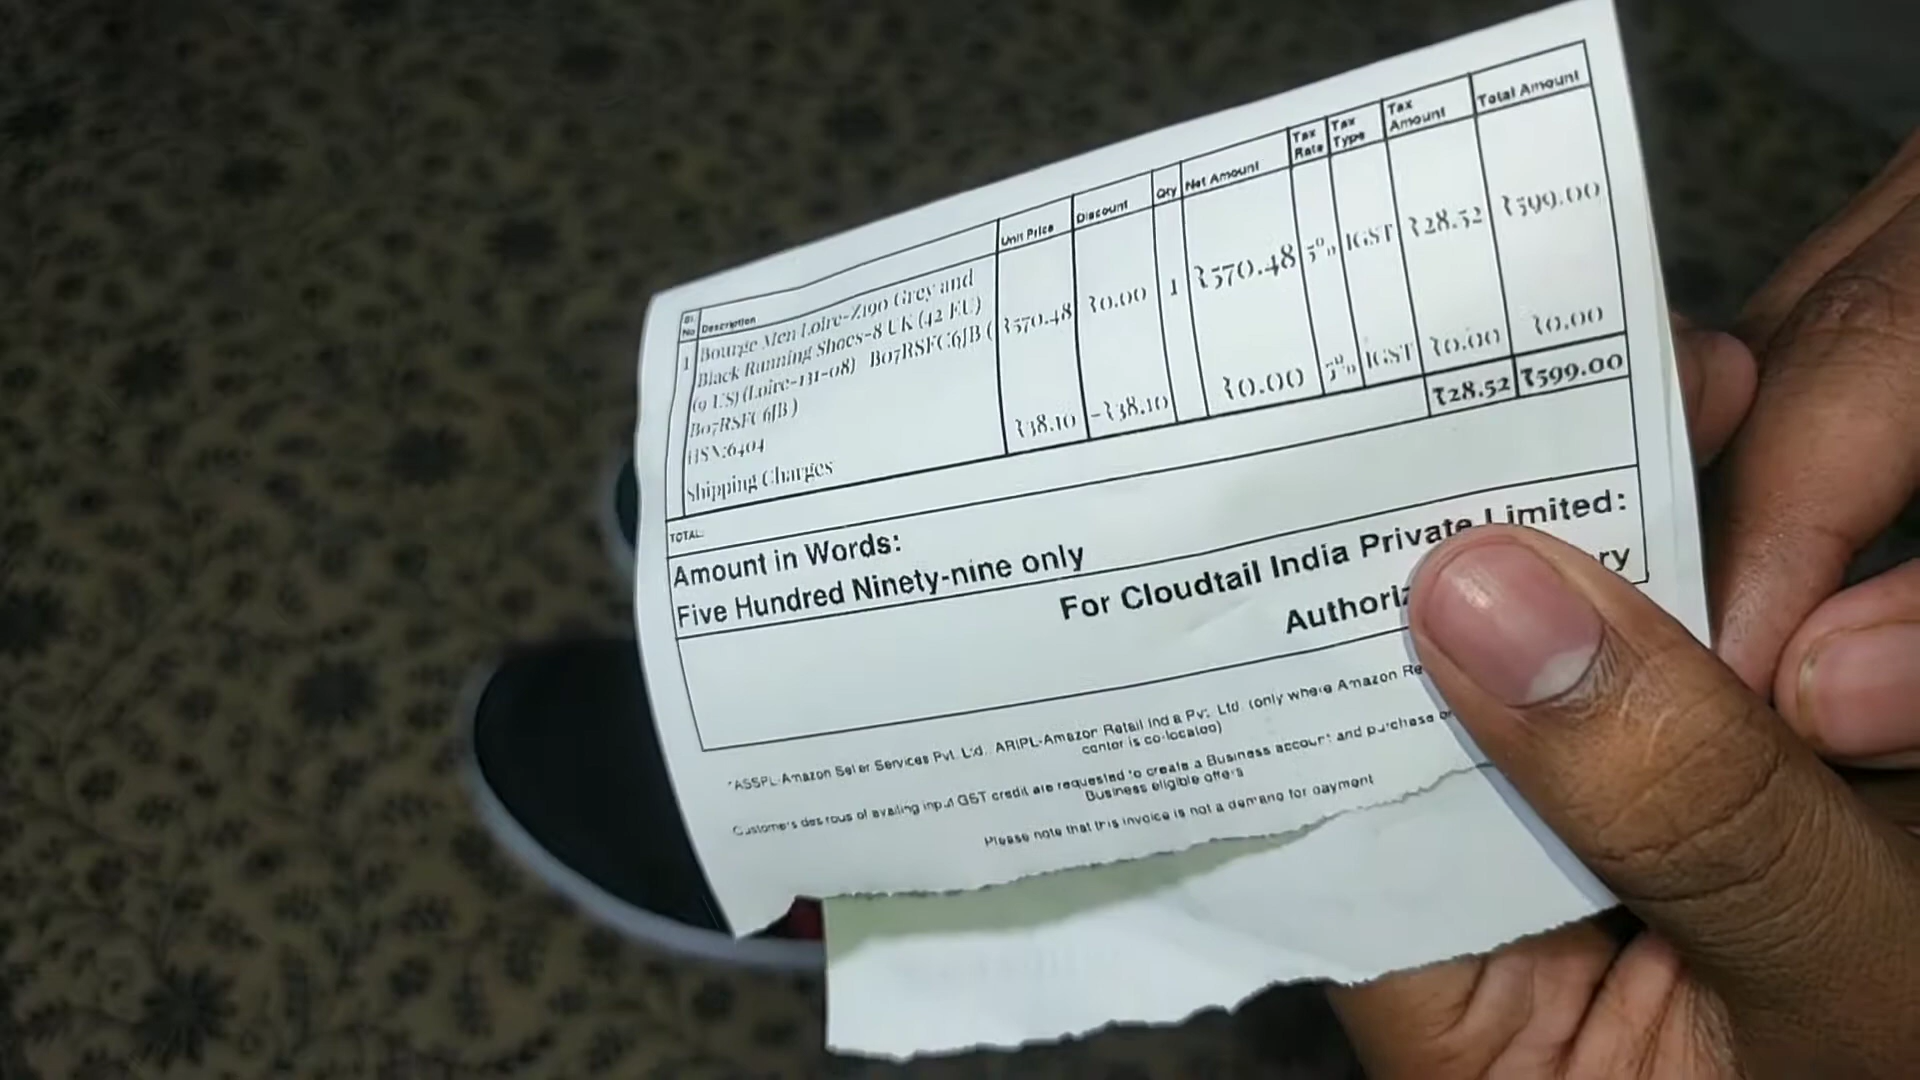 Sl. No Description Unit Price Discount Qty Net Amount Tax Rate Tax Type Tax Amount Total Amount
1 Bourge Men Loire-Z190 Grey and ₹570.48 ₹0.00 1 ₹570.48 5% IGST ₹28.52 ₹599.00
Black Running Shoes-8 UK (42 EU)
(9 US) (Loire-131-08) B07RSFC6JB (
B07RSFC6JB )
HSN:6404
Shipping Charges ₹38.10 -₹38.10 ₹0.00 5% IGST ₹0.00 ₹0.00
TOTAL: ₹28.52 ₹599.00
Amount in Words:
Five Hundred Ninety-nine only
For Cloudtail India Private Limited:
Authoriz ry
*ASSPL-Amazon Seller Services Pvt. Ltd., ARIPL-Amazon Retail India Pvt. Ltd. (only where Amazon Re
center is co-located)
Customers desirous of availing input GST credit are requested to create a Business account and purchase on
Business eligible offers
Please note that this invoice is not a demand for payment